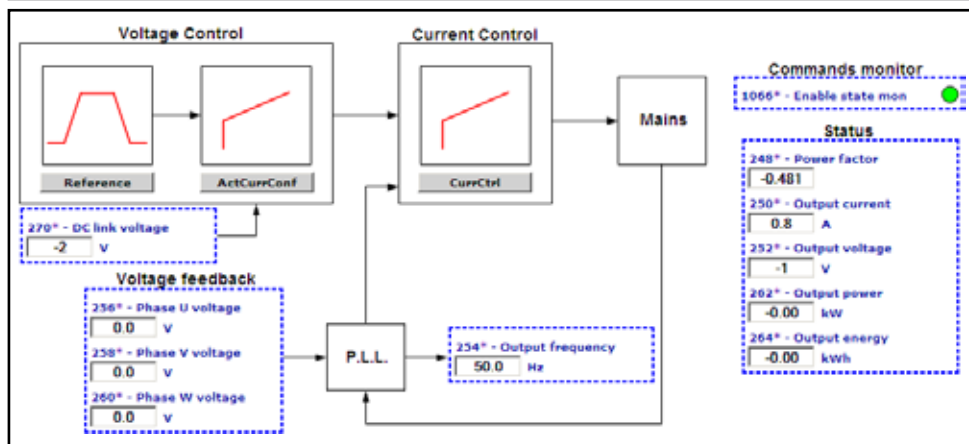 Voltage Control
Current Control
Reference
ActCurrConf
CurrCtrl
Mains
270* - DC link voltage
-2 V
Voltage feedback
256* - Phase U voltage
0.0 V
258* - Phase V voltage
0.0 V
260* - Phase W voltage
0.0 V
P.L.L.
254* - Output frequency
50.0 Hz
Commands monitor
1066* - Enable state mon
Status
248* - Power factor
-0.481
250* - Output current
0.8 A
252* - Output voltage
-1 V
262* - Output power
-0.00 kW
264* - Output energy
-0.00 kWh